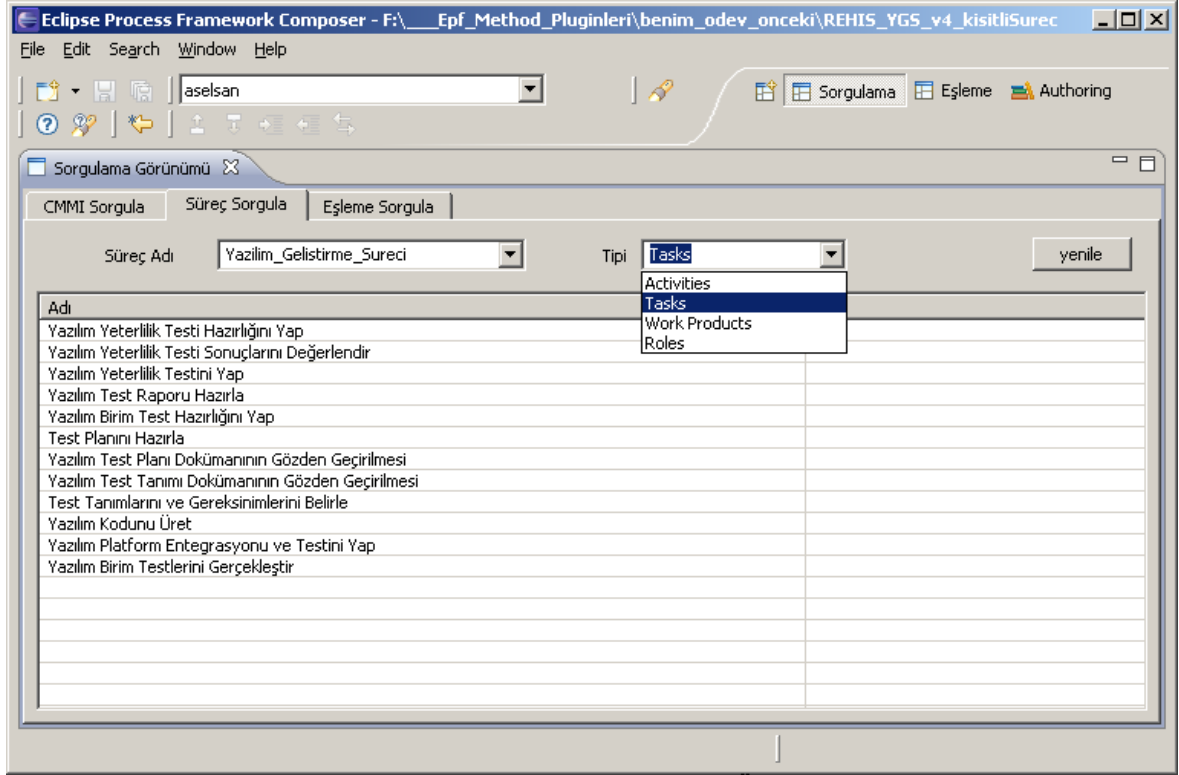 Eclipse Process Framework Composer - F:\___Epf_Method_Pluginleri\benim_odev_onceki\REHIS_YGS_v4_kisitliSurec
File Edit Search Window Help
aselsan
Sorgulama Eşleme Authoring
Sorgulama Görünümü
CMMI Sorgula Süreç Sorgula Eşleme Sorgula
Süreç Adı Yazilim_Gelistirme_Sureci Tipi Tasks yenile
Activities
Tasks
Work Products
Roles
Adı
Yazılım Yeterlilik Testi Hazırlığını Yap
Yazılım Yeterlilik Testi Sonuçlarını Değerlendir
Yazılım Yeterlilik Testini Yap
Yazılım Test Raporu Hazırla
Yazılım Birim Test Hazırlığını Yap
Test Planını Hazırla
Yazılım Test Planı Dokümanının Gözden Geçirilmesi
Yazılım Test Tanımı Dokümanının Gözden Geçirilmesi
Test Tanımlarını ve Gereksinimlerini Belirle
Yazılım Kodunu Üret
Yazılım Platform Entegrasyonu ve Testini Yap
Yazılım Birim Testlerini Gerçekleştir